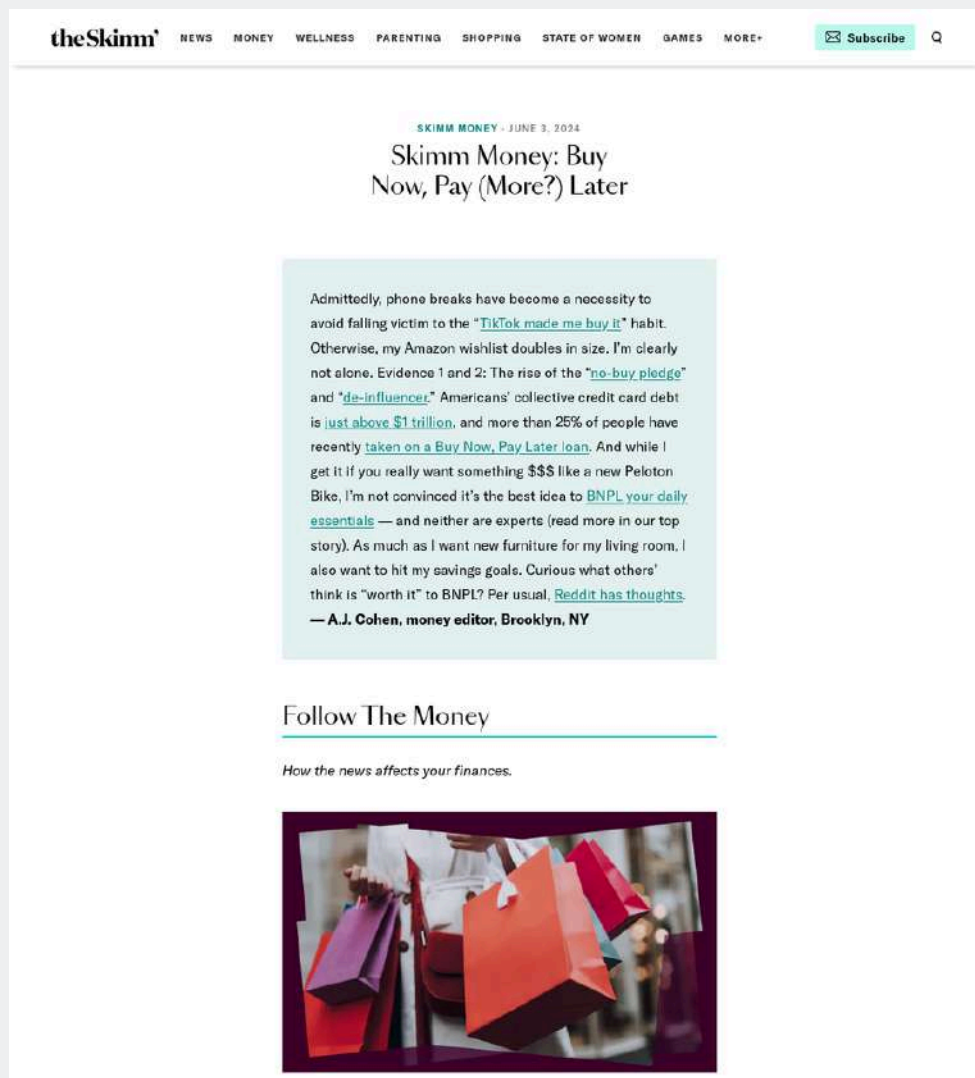 theSkimm'
NEWS MONEY WELLNESS PARENTING SHOPPING STATE OF WOMEN GAMES MORE+
Subscribe
SKIMM MONEY · JUNE 3, 2024
Skimm Money: Buy
Now, Pay (More?) Later
Admittedly, phone breaks have become a necessity to
avoid falling victim to the “TikTok made me buy it” habit.
Otherwise, my Amazon wishlist doubles in size. I’m clearly
not alone. Evidence 1 and 2: The rise of the “no-buy pledge”
and “de-influencer.” Americans’ collective credit card debt
is just above $1 trillion, and more than 25% of people have
recently taken on a Buy Now, Pay Later loan. And while I
get it if you really want something $$$ like a new Peloton
Bike, I’m not convinced it’s the best idea to BNPL your daily
essentials — and neither are experts (read more in our top
story). As much as I want new furniture for my living room, I
also want to hit my savings goals. Curious what others’
think is “worth it” to BNPL? Per usual, Reddit has thoughts.
— A.J. Cohen, money editor, Brooklyn, NY
Follow The Money
How the news affects your finances.